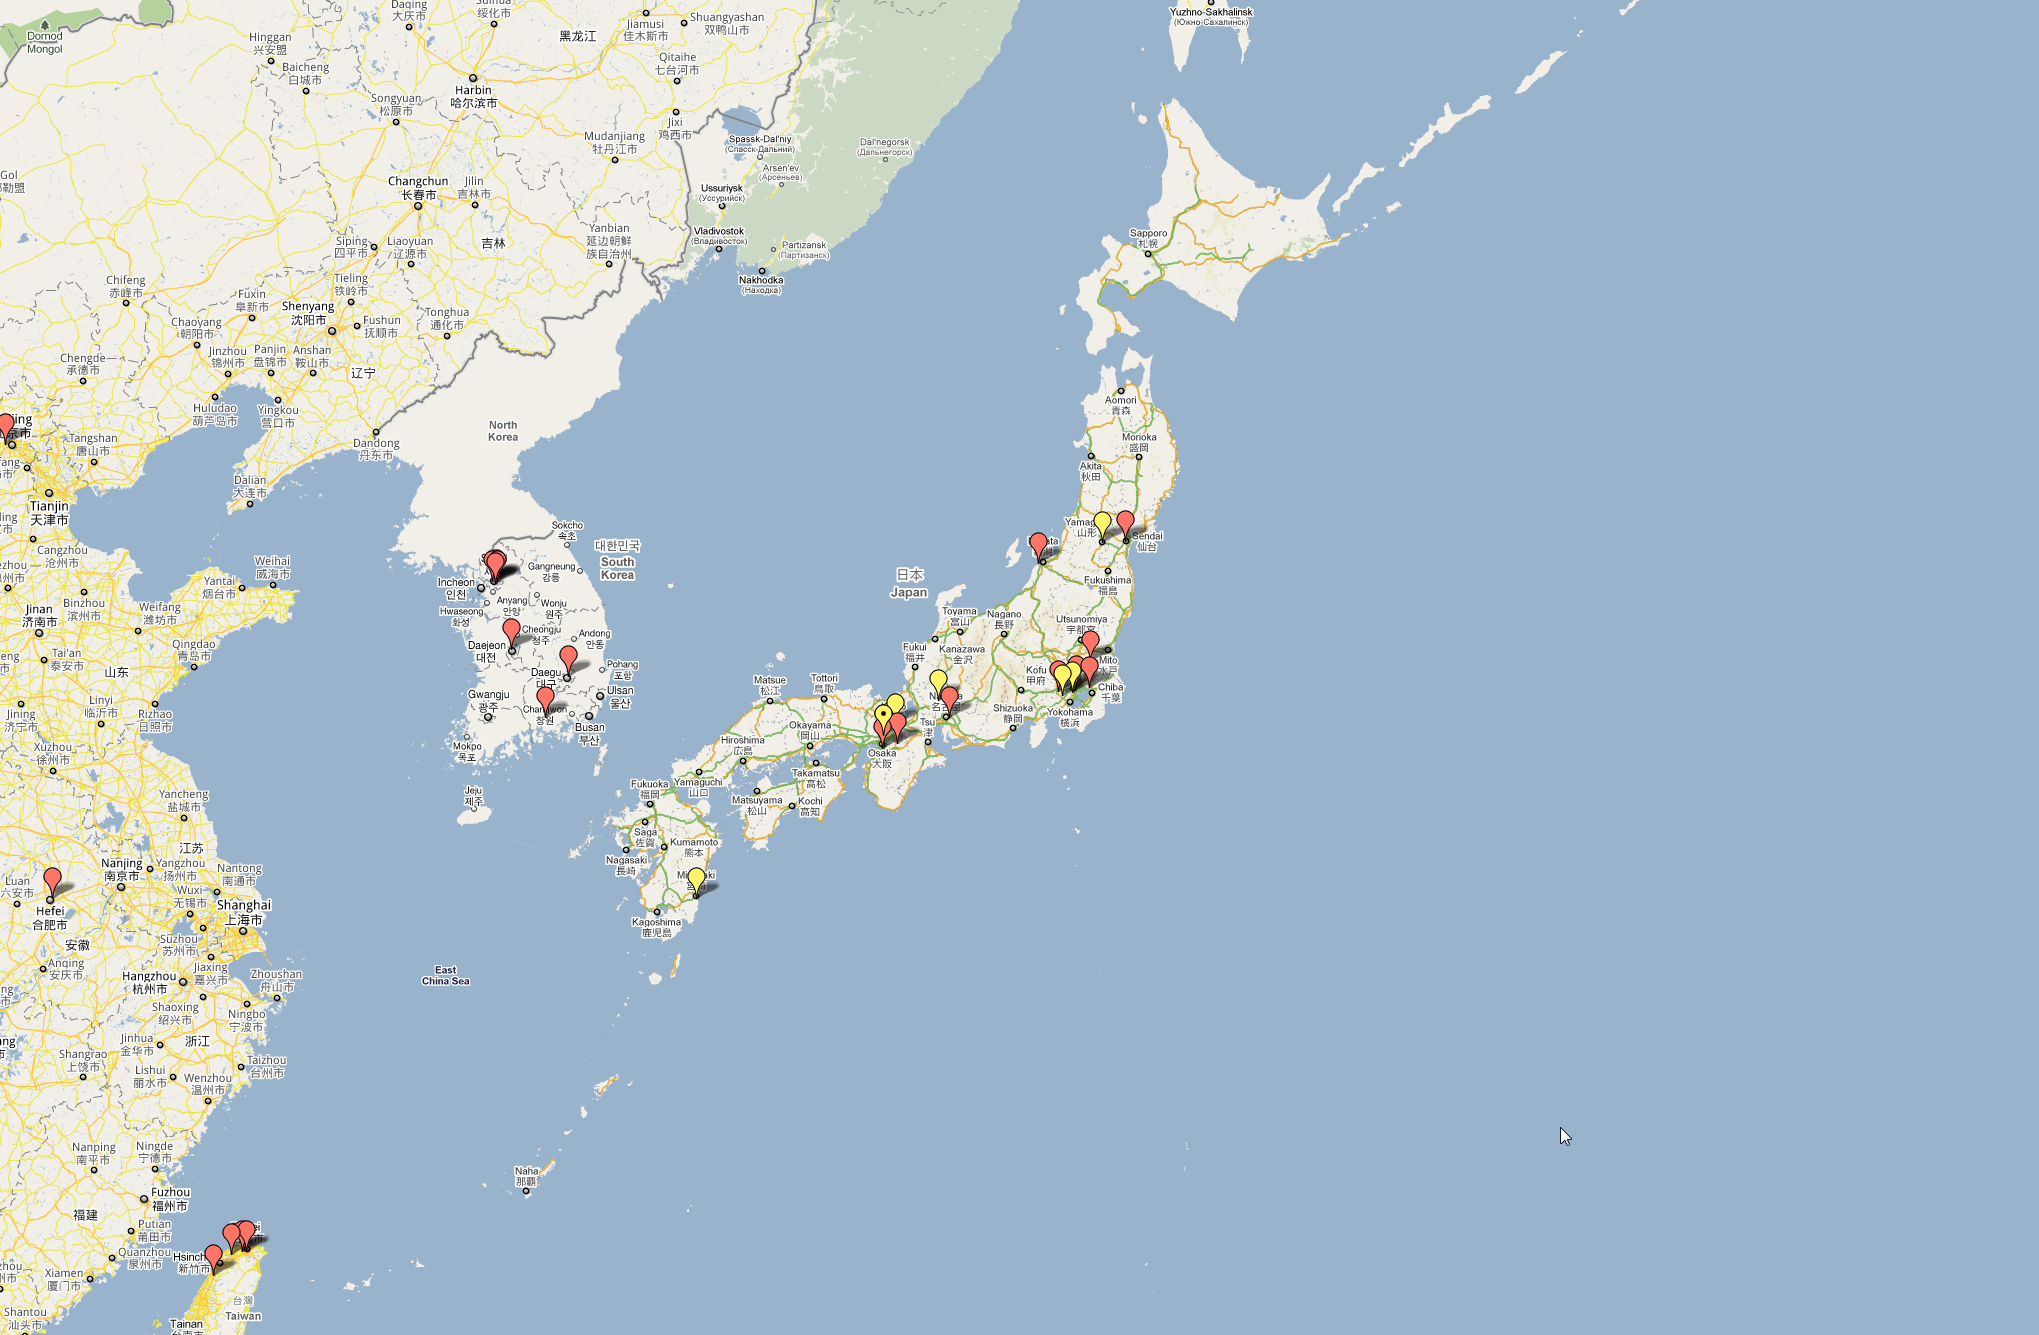 Yuzhno-Sakhalinsk
(Южно-Сахалинск)
Daqing
大庆市
Suihua
绥化市
Jiamusi
佳木斯市
Shuangyashan
双鸭山市
Dornod
Mongol
Hinggan
兴安盟
黑龙江
Baicheng
白城市
Qitaihe
七台河市
Harbin
哈尔滨市
Songyuan
松原市
Jixi
鸡西市
Mudanjiang
牡丹江市
Spassk-Dal'niy
(Спасск-Дальний)
Dal'negorsk
(Дальнегорск)
Arsen'ev
(Арсеньев)
Gol
Changchun
长春市
Jilin
吉林市
Ussuriysk
(Уссурийск)
Yanbian
延边朝鲜
族自治州
Vladivostok
(Владивосток)
Partizansk
(Партизанск)
Sapporo
札幌
Siping
四平市
Liaoyuan
辽源市
吉林
Nakhodka
(Находка)
Chifeng
赤峰市
Tieling
铁岭市
Fuxin
阜新市
Shenyang
沈阳市
Fushun
抚顺市
Tonghua
通化市
Chaoyang
朝阳市
Jinzhou
锦州市
Panjin
盘锦市
Anshan
鞍山市
Chengde
承德市
辽宁
Huludao
葫芦岛市
Yingkou
营口市
Aomori
青森
North
Korea
Dandong
丹东市
Tangshan
唐山市
Morioka
盛岡
Akita
秋田
Dalian
大连市
Tianjin
天津市
Sokcho
속초
대한민국
South
Korea
Sendai
仙台
山形
Cangzhou
沧州市
Weihai
威海市
Gangneung
강릉
Yantai
烟台市
Incheon
인천
日本
Japan
Fukushima
福島
Binzhou
滨州市
Anyang
안양
Wonju
원주
Hwaseong
화성
Jinan
济南市
Weifang
潍坊市
Toyama
富山
Nagano
長野
Utsunomiya
宇都宮
Cheongju
청주
Andong
안동
Daejeon
대전
Qingdao
青岛市
Tai'an
泰安市
Fukui
福井
Kanazawa
金沢
Mito
水戸
山东
Pohang
포항
Daegu
대구
Kofu
甲府
Matsue
松江
Tottori
鳥取
Chiba
千葉
Linyi
临沂市
Rizhao
日照市
Gwangju
광주
Ulsan
울산
名古屋
Shizuoka
静岡
Yokohama
横浜
Jining
济宁市
창원
Busan
부산
Okayama
岡山
Tsu
津
Xuzhou
徐州市
Mokpo
목포
Hiroshima
広島
Osaka
大阪
Takamatsu
高松
Jeju
제주
Fukuoka
福岡
Yamaguchi
山口
Matsuyama
松山
Kochi
高知
Yancheng
盐城市
Saga
佐賀
Kumamoto
熊本
江苏
Nagasaki
長崎
Nanjing
南京市
Yangzhou
扬州市
Nantong
南通市
Luan
六安市
Wuxi
无锡市
Hefei
合肥市
Shanghai
上海市
Kagoshima
鹿児島
安徽
Suzhou
苏州市
Anqing
安庆市
Jiaxing
嘉兴市
Hangzhou
杭州市
Zhoushan
舟山市
East
China Sea
Shaoxing
绍兴市
Ningbo
宁波市
Jinhua
金华市
浙江
Shangrao
上饶市
Taizhou
台州市
Lishui
丽水市
Wenzhou
温州市
Nanping
南平市
Ningde
宁德市
Naha
那覇
Fuzhou
福州市
福建
Putian
莆田市
Quanzhou
泉州市
新竹市
Xiamen
厦门市
台灣
Taiwan
Shantou
汕头市
Tainan